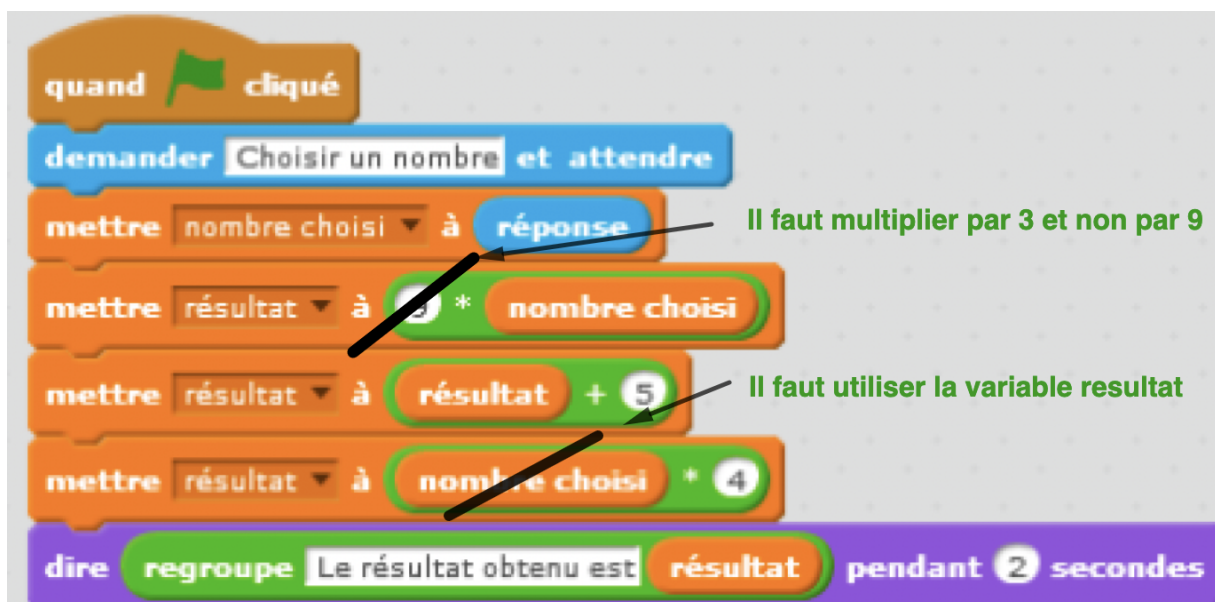 quand cliqué
demander Choisir un nombre et attendre
mettre nombre choisi à réponse
Il faut multiplier par 3 et non par 9
mettre résultat à 9 * nombre choisi
mettre résultat à résultat + 5
Il faut utiliser la variable resultat
mettre résultat à nombre choisi * 4
dire regroupe Le résultat obtenu est résultat pendant 2 secondes